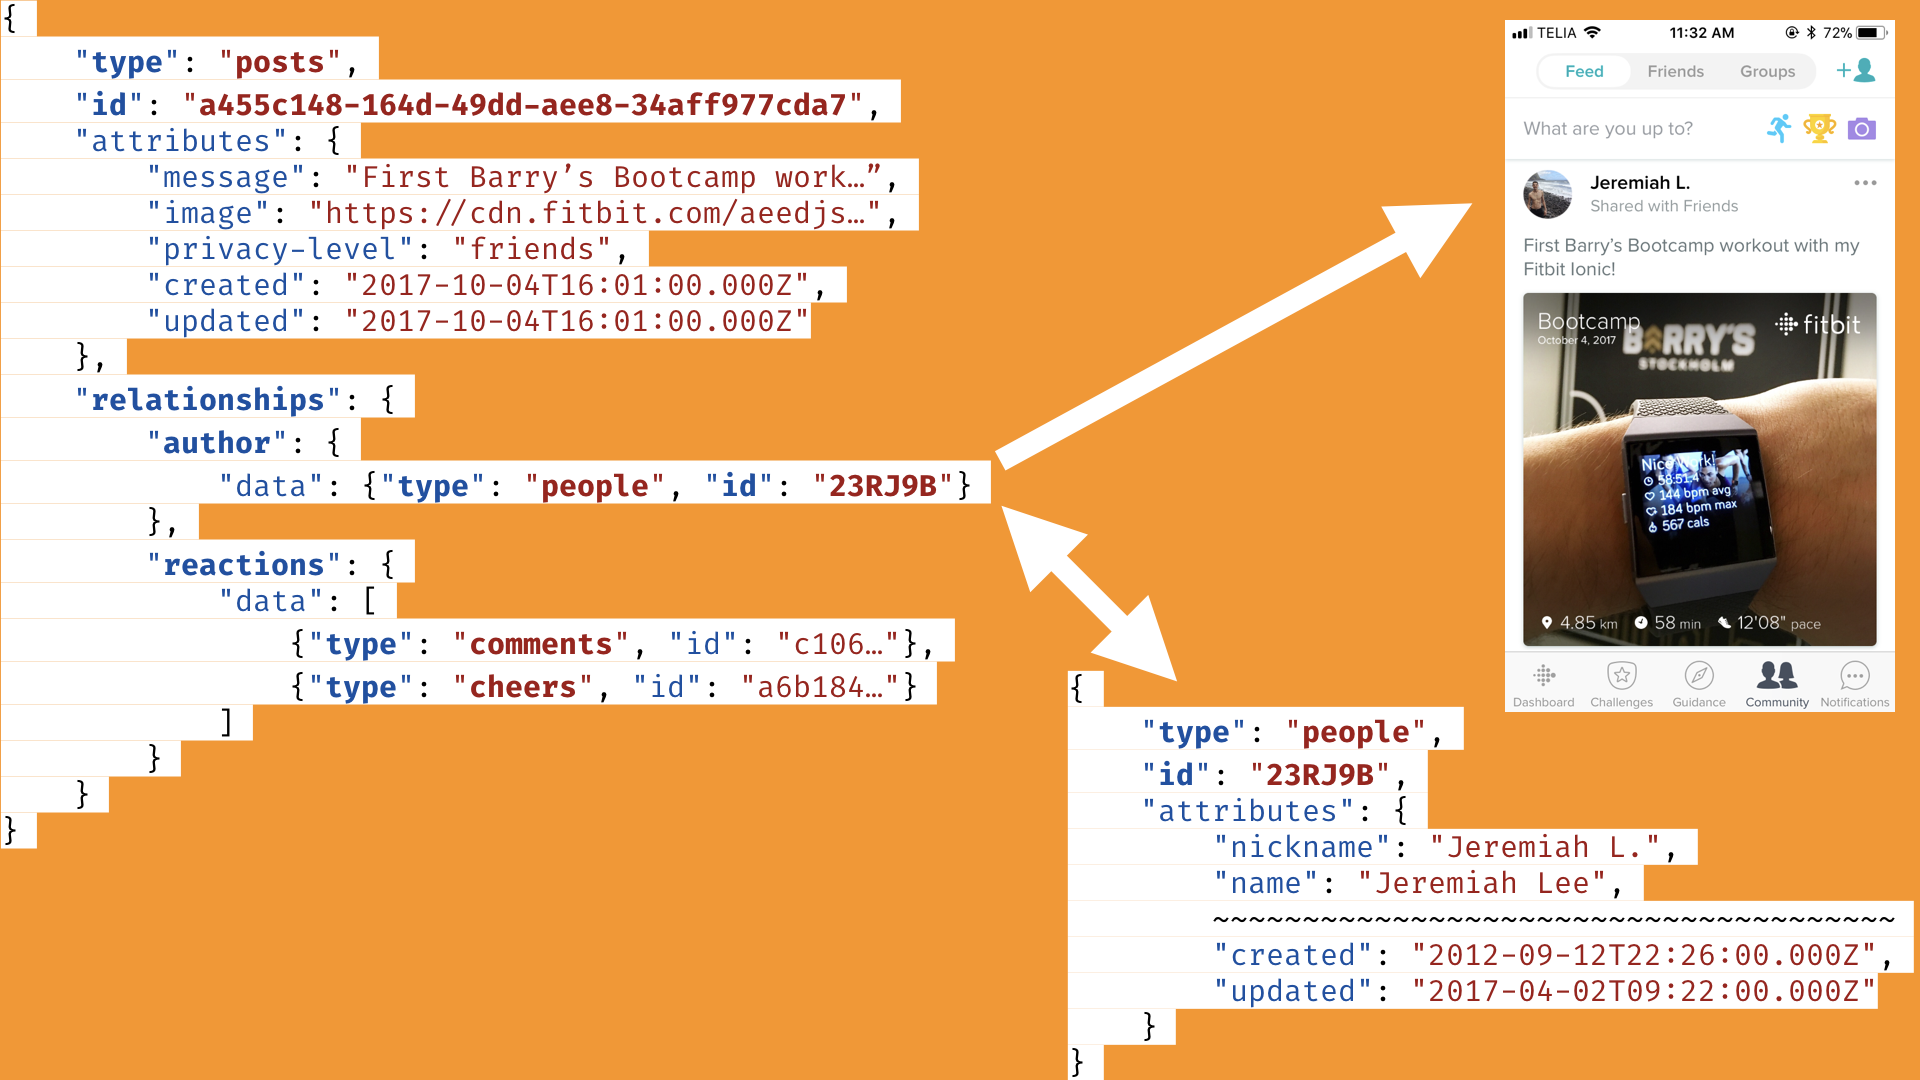 {
"type": "posts",
"id": "a455c148-164d-49dd-aee8-34aff977cda7",
"attributes": {
"message": "First Barry’s Bootcamp work…”,
"image": "https://cdn.fitbit.com/aeedjs…",
"privacy-level": "friends",
"created": "2017-10-04T16:01:00.000Z",
"updated": "2017-10-04T16:01:00.000Z"
},
"relationships": {
"author": {
"data": {"type": "people", "id": "23RJ9B"}
},
"reactions": {
"data": [
{"type": "comments", "id": "c106…"},
{"type": "cheers", "id": "a6b184…"}
]
}
}
}
TELIA 11:32 AM 72%
Feed Friends Groups
What are you up to?
Jeremiah L.
Shared with Friends
First Barry’s Bootcamp workout with my
Fitbit Ionic!
Bootcamp
October 4, 2017
fitbit
BARRY'S
STOCKHOLM
Nice work!
58:51.4
144 bpm avg
184 bpm max
567 cals
4.85 km 58 min 12'08" pace
Dashboard Challenges Guidance Community Notifications
{
"type": "people",
"id": "23RJ9B",
"attributes": {
"nickname": "Jeremiah L.",
"name": "Jeremiah Lee",
~~~~~~~~~~~~~~~~~~~~~~~~~~~~~~~~~~~~~~
"created": "2012-09-12T22:26:00.000Z",
"updated": "2017-04-02T09:22:00.000Z"
}
}